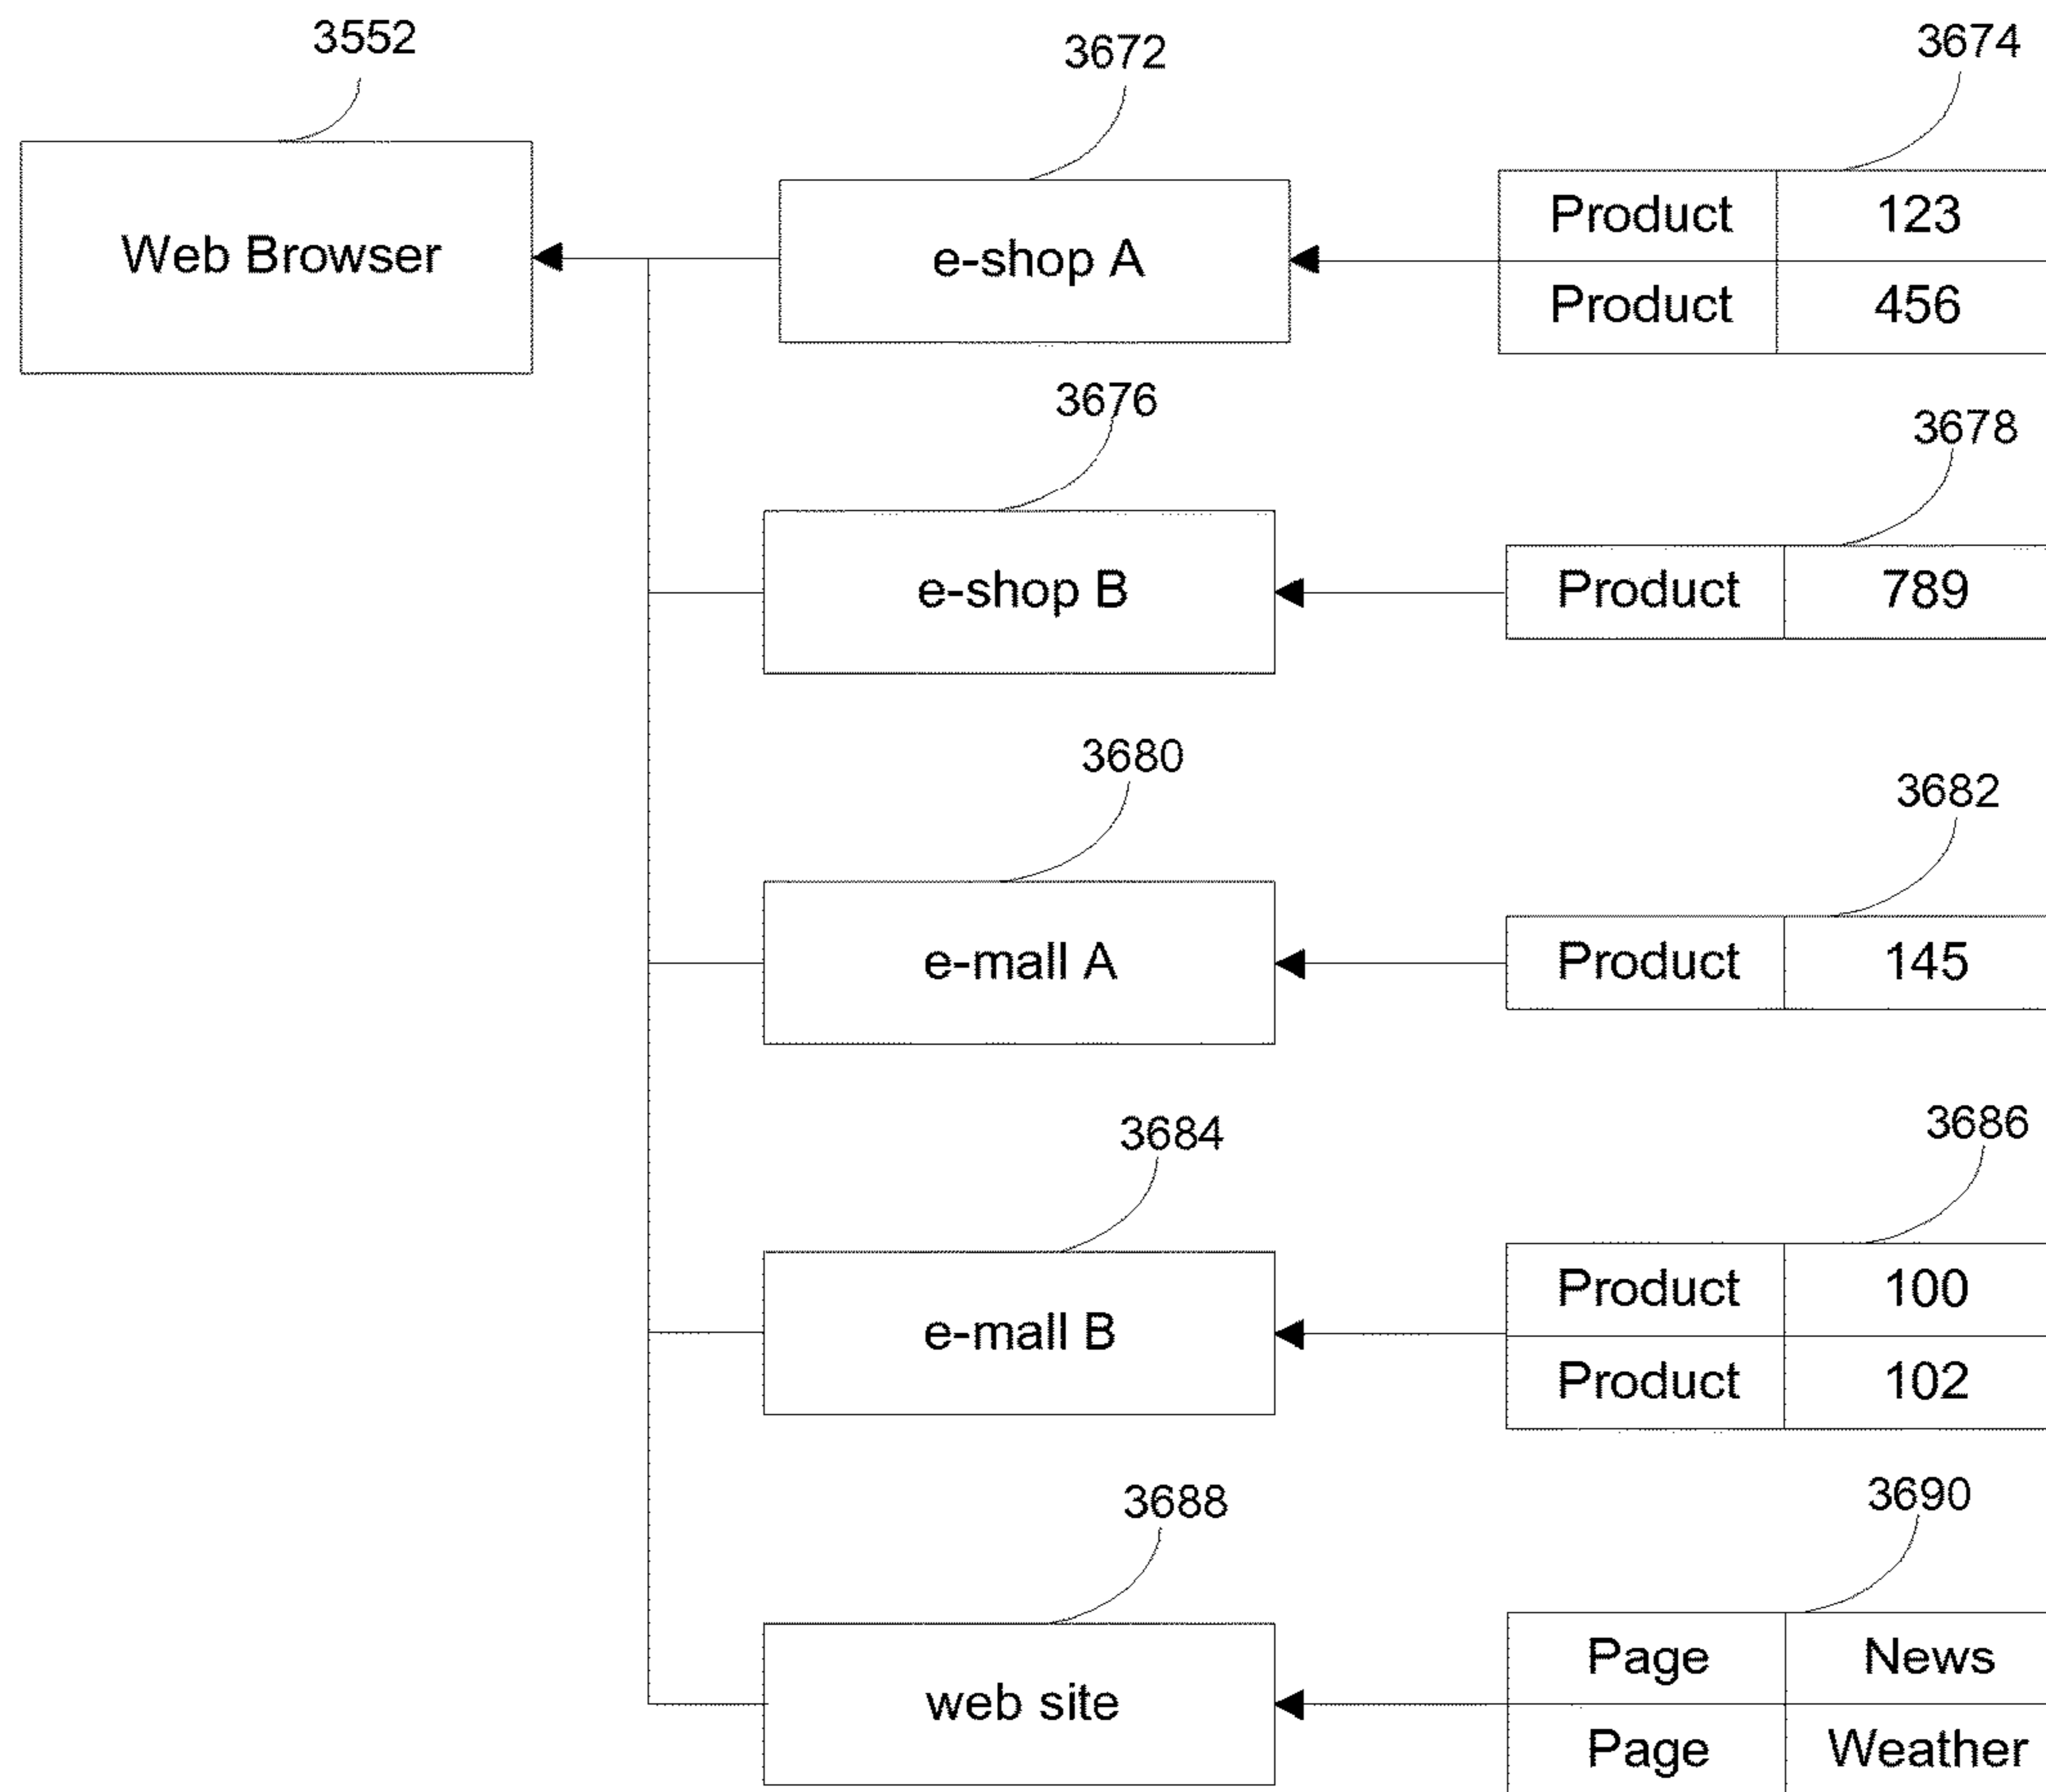 3552
3672
3674
Web Browser
e-shop A
Product 123
Product 456
3676
3678
e-shop B
Product 789
3680
3682
e-mall A
Product 145
3684
3686
e-mall B
Product 100
Product 102
3688
3690
web site
Page News
Page Weather